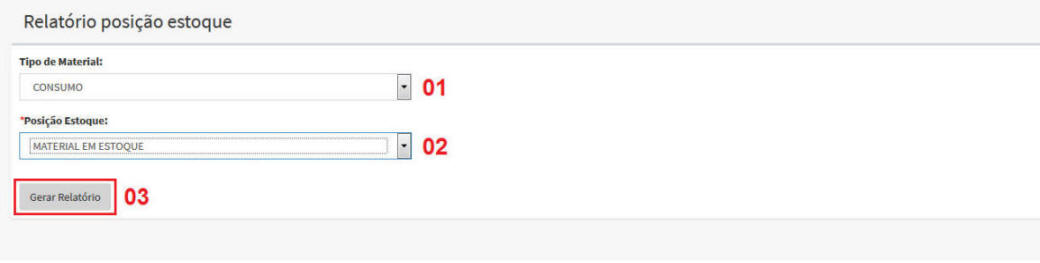 Relatório posição estoque
Tipo de Material:
CONSUMO
01
*Posição Estoque:
MATERIAL EM ESTOQUE
02
Gerar Relatório
03